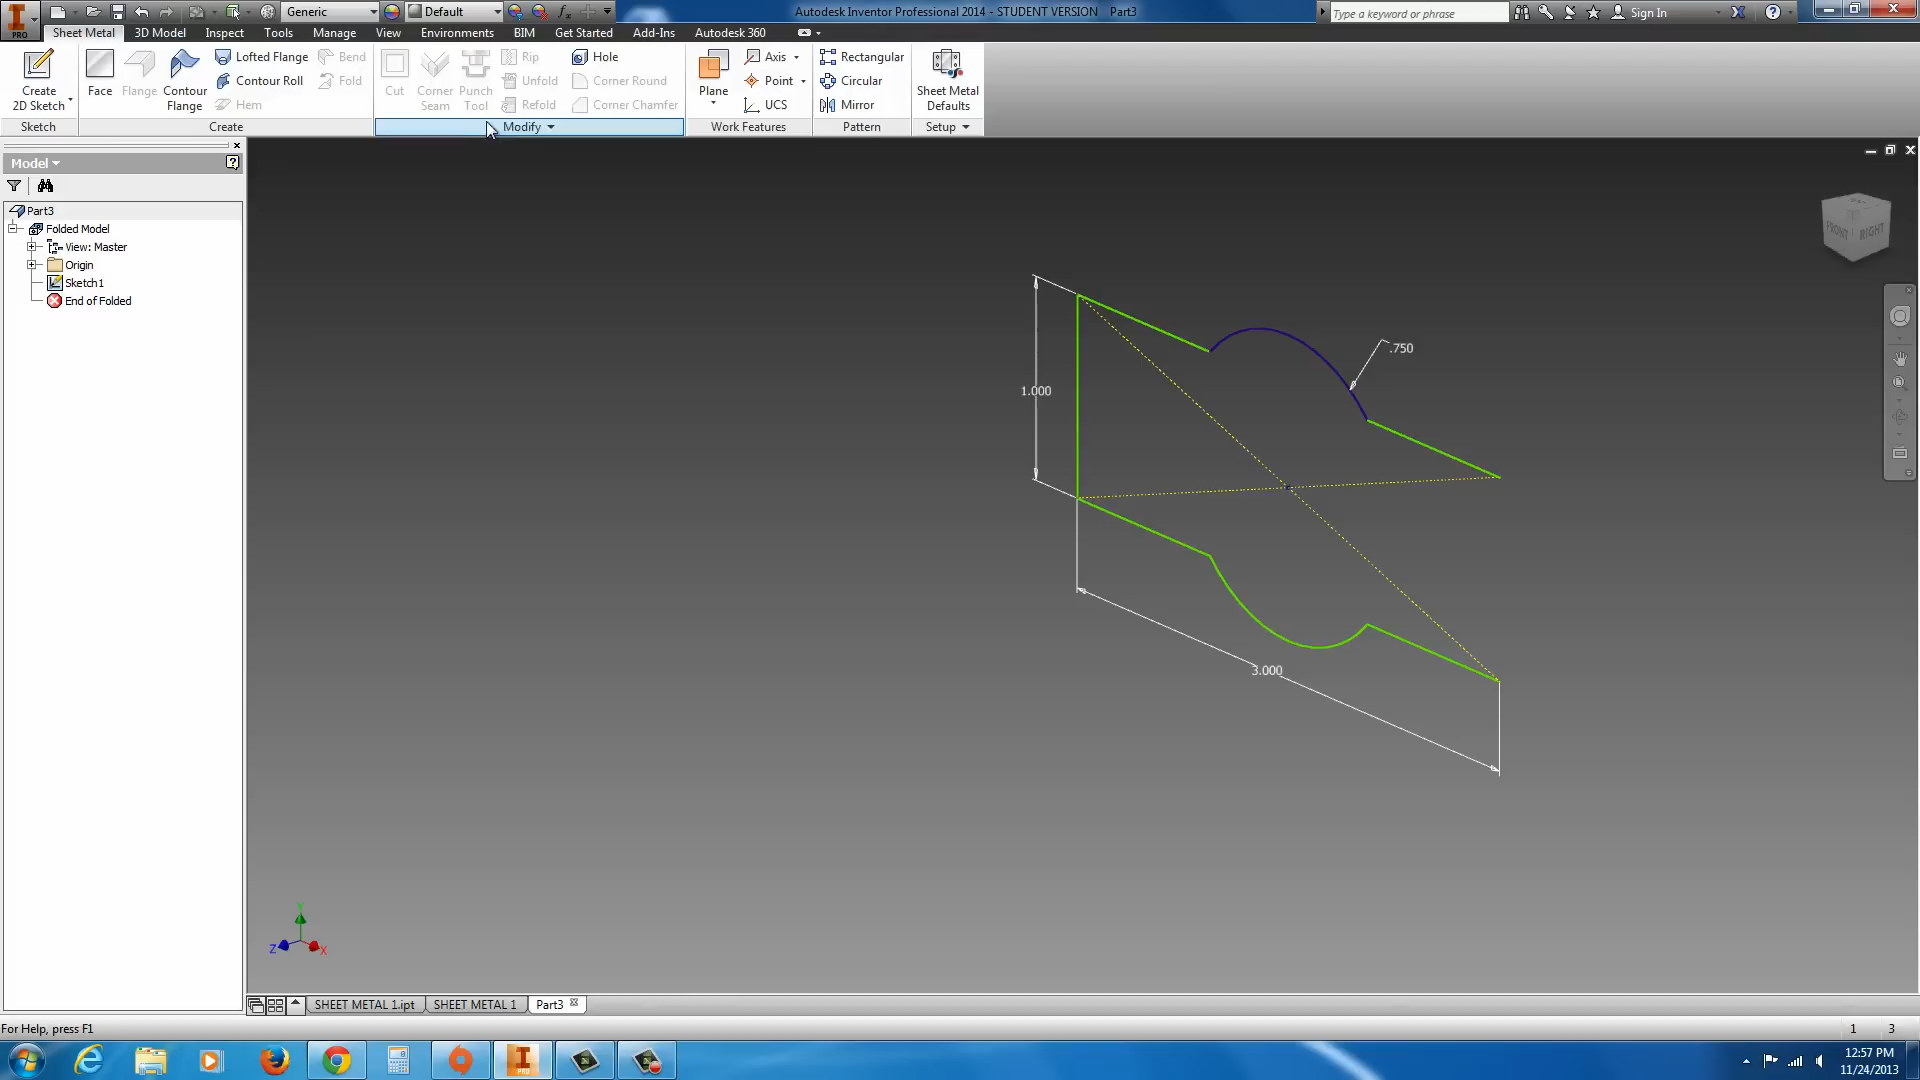 Generic
Default
Autodesk Inventor Professional 2014 - STUDENT VERSION Part3
Type a keyword or phrase
Sign In
PRO
Sheet Metal
3D Model
Inspect
Tools
Manage
View
Environments
BIM
Get Started
Add-Ins
Autodesk 360
Create
2D Sketch
Face
Flange
Contour
Flange
Lofted Flange
Contour Roll
Hem
Bend
Fold
Cut
Corner
Seam
Punch
Tool
Rip
Unfold
Refold
Hole
Corner Round
Corner Chamfer
Plane
Axis
Point
UCS
Rectangular
Circular
Mirror
Sheet Metal
Defaults
Sketch
Create
Modify
Work Features
Pattern
Setup
Model
Part3
Folded Model
View: Master
Origin
Sketch1
End of Folded
1.000
.750
3.000
FRONT
RIGHT
Y
Z
X
SHEET METAL 1.ipt
SHEET METAL 1
Part3
For Help, press F1
1
3
PRO
12:57 PM
11/24/2013